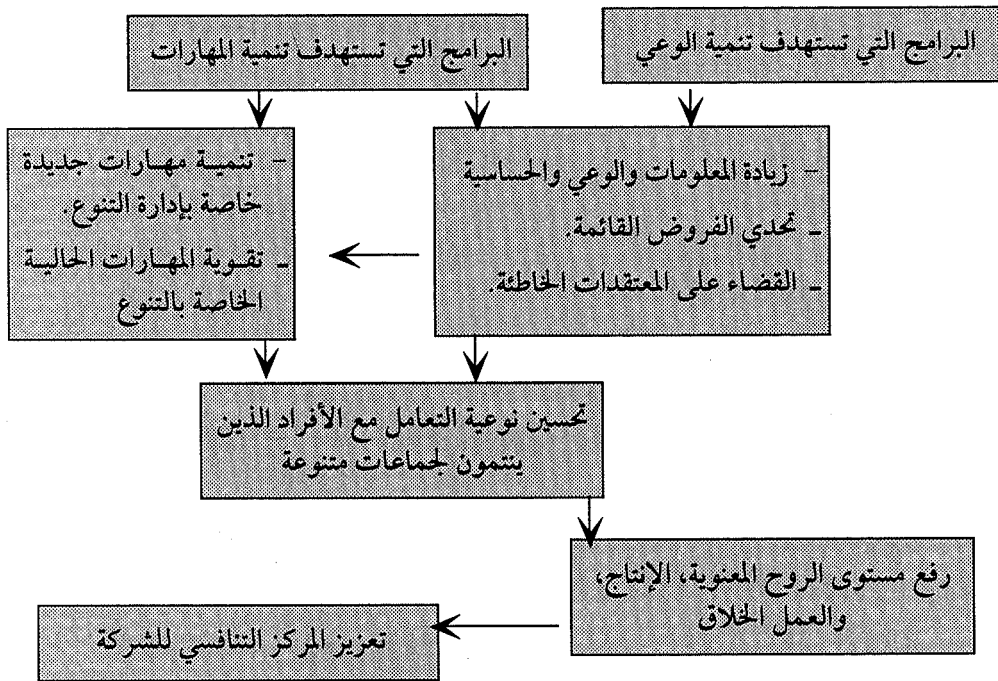 البرامج التي تستهدف تنمية الوعي
البرامج التي تستهدف تنمية المهارات
– زيادة المعلومات والوعي والحساسية
– تحدي الفروض القائمة.
– القضاء على المعتقدات الخاطئة.
– تنمية مهارات جديدة
خاصة بإدارة التنوع.
– تقوية المهارات الحالية
الخاصة بالتنوع
تحسين نوعية التعامل مع الأفراد الذين
ينتمون لجماعات متنوعة
رفع مستوى الروح المعنوية، الإنتاج،
والعمل الخلاق
تعزيز المركز التنافسي للشركة